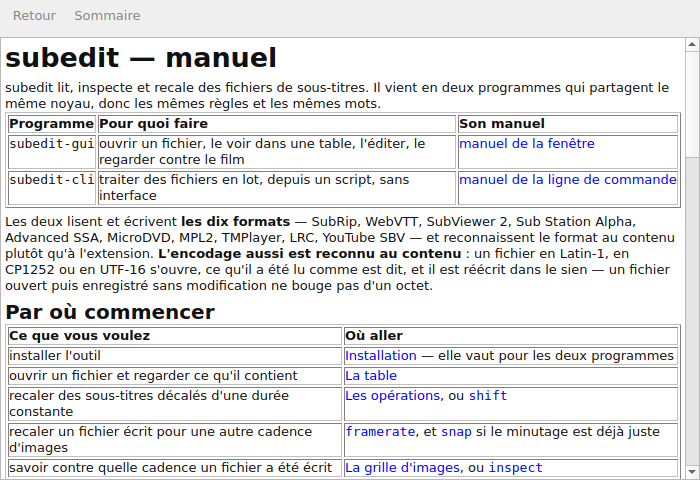 Retour Sommaire
subedit — manuel
subedit lit, inspecte et recale des fichiers de sous-titres. Il vient en deux programmes qui partagent le
même noyau, donc les mêmes règles et les mêmes mots.
Programme Pour quoi faire Son manuel
subedit-gui ouvrir un fichier, le voir dans une table, l'éditer, le manuel de la fenêtre
regarder contre le film
subedit-cli traiter des fichiers en lot, depuis un script, sans manuel de la ligne de commande
interface
Les deux lisent et écrivent les dix formats — SubRip, WebVTT, SubViewer 2, Sub Station Alpha,
Advanced SSA, MicroDVD, MPL2, TMPlayer, LRC, YouTube SBV — et reconnaissent le format au contenu
plutôt qu'à l'extension. L'encodage aussi est reconnu au contenu : un fichier en Latin-1, en
CP1252 ou en UTF-16 s'ouvre, ce qu'il a été lu comme est dit, et il est réécrit dans le sien — un fichier
ouvert puis enregistré sans modification ne bouge pas d'un octet.
Par où commencer
Ce que vous voulez Où aller
installer l'outil Installation — elle vaut pour les deux programmes
ouvrir un fichier et regarder ce qu'il contient La table
recaler des sous-titres décalés d'une durée Les opérations, ou shift
constante
recaler un fichier écrit pour une autre cadence framerate, et snap si le minutage est déjà juste
d'images
savoir contre quelle cadence un fichier a été écrit La grille d'images, ou inspect